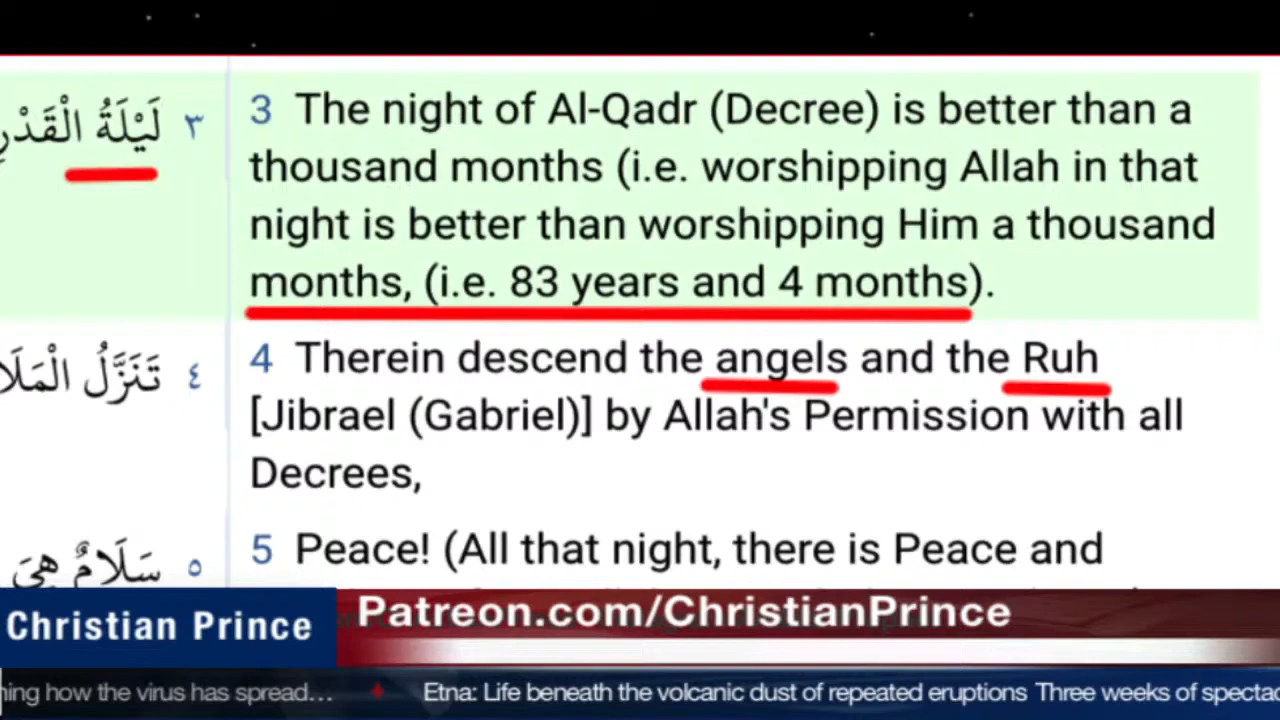 ٣ لَيْلَةُ الْقَدْرِ
3 The night of Al-Qadr (Decree) is better than a
thousand months (i.e. worshipping Allah in that
night is better than worshipping Him a thousand
months, (i.e. 83 years and 4 months).
٤ تَنَزَّلُ
4 Therein descend the angels and the Ruh
[Jibrael (Gabriel)] by Allah's Permission with all
Decrees,
٥ سَلَامٌ هِيَ
5 Peace! (All that night, there is Peace and
Christian Prince
Patreon.com/ChristianPrince
how the virus has spread... Etna: Life beneath the volcanic dust of repeated eruptions Three weeks of